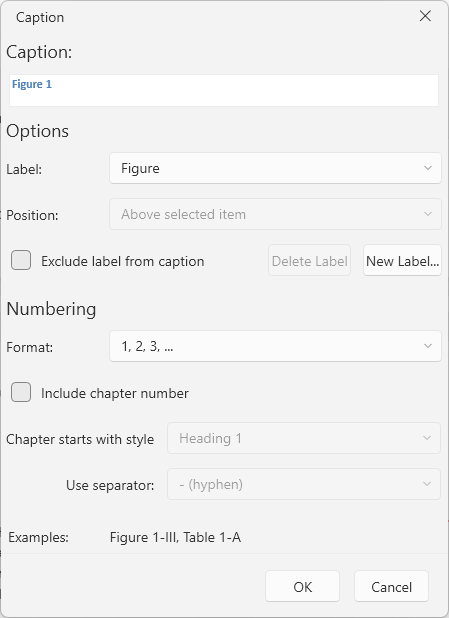 Caption
Caption:
Figure 1
Options
Label: Figure
Position: Above selected item
Exclude label from caption Delete Label New Label...
Numbering
Format: 1, 2, 3, ...
Include chapter number
Chapter starts with style Heading 1
Use separator: - (hyphen)
Examples: Figure 1-III, Table 1-A
OK Cancel